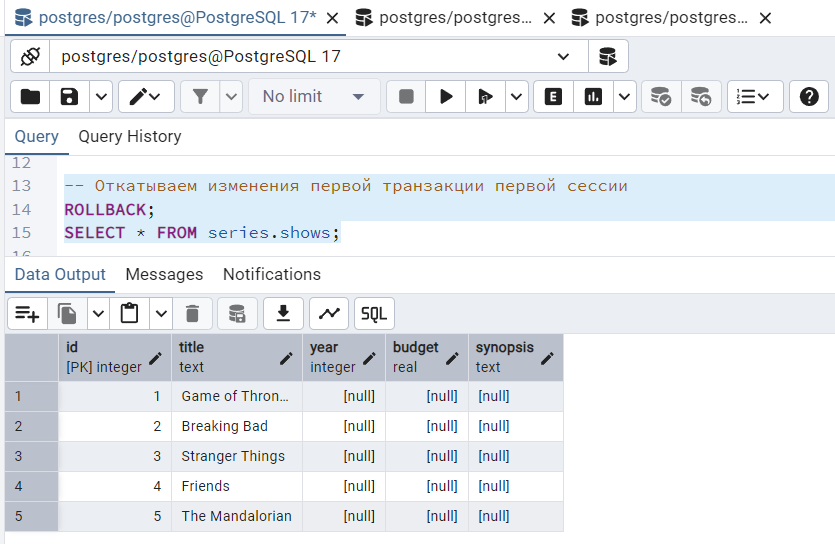 postgres/postgres@PostgreSQL 17* postgres/postgres... postgres/postgres...
postgres/postgres@PostgreSQL 17
No limit E SQL
Query Query History
12
13 -- Откатываем изменения первой транзакции первой сессии
14 ROLLBACK;
15 SELECT * FROM series.shows;
16
Data Output Messages Notifications
SQL
id title year budget synopsis
[PK] integer text integer real text
1 1 Game of Thron... [null] [null] [null]
2 2 Breaking Bad [null] [null] [null]
3 3 Stranger Things [null] [null] [null]
4 4 Friends [null] [null] [null]
5 5 The Mandalorian [null] [null] [null]